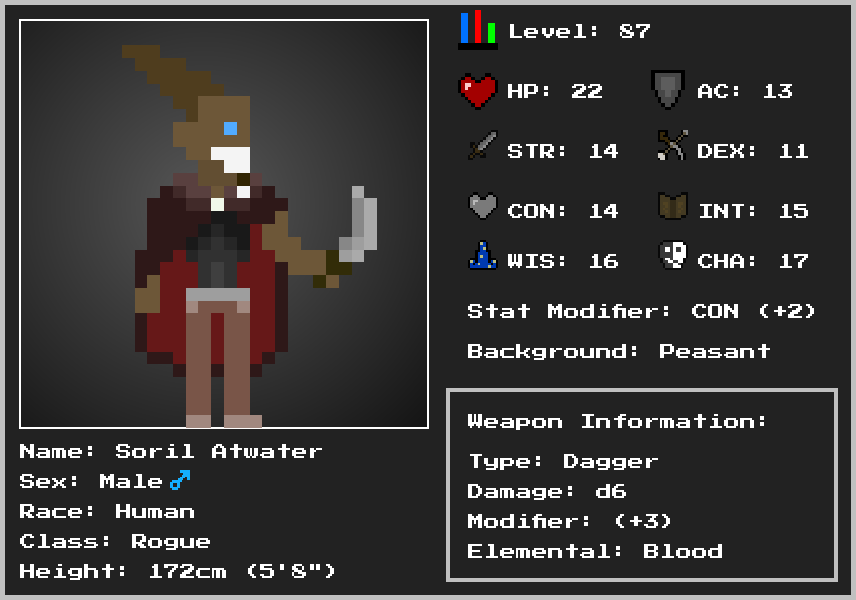 Level: 87
HP: 22 AC: 13
STR: 14 DEX: 11
CON: 14 INT: 15
WIS: 16 CHA: 17
Stat Modifier: CON (+2)
Background: Peasant
Weapon Information:
Type: Dagger
Damage: d6
Modifier: (+3)
Elemental: Blood
Name: Soril Atwater
Sex: Male♂
Race: Human
Class: Rogue
Height: 172cm (5'8")